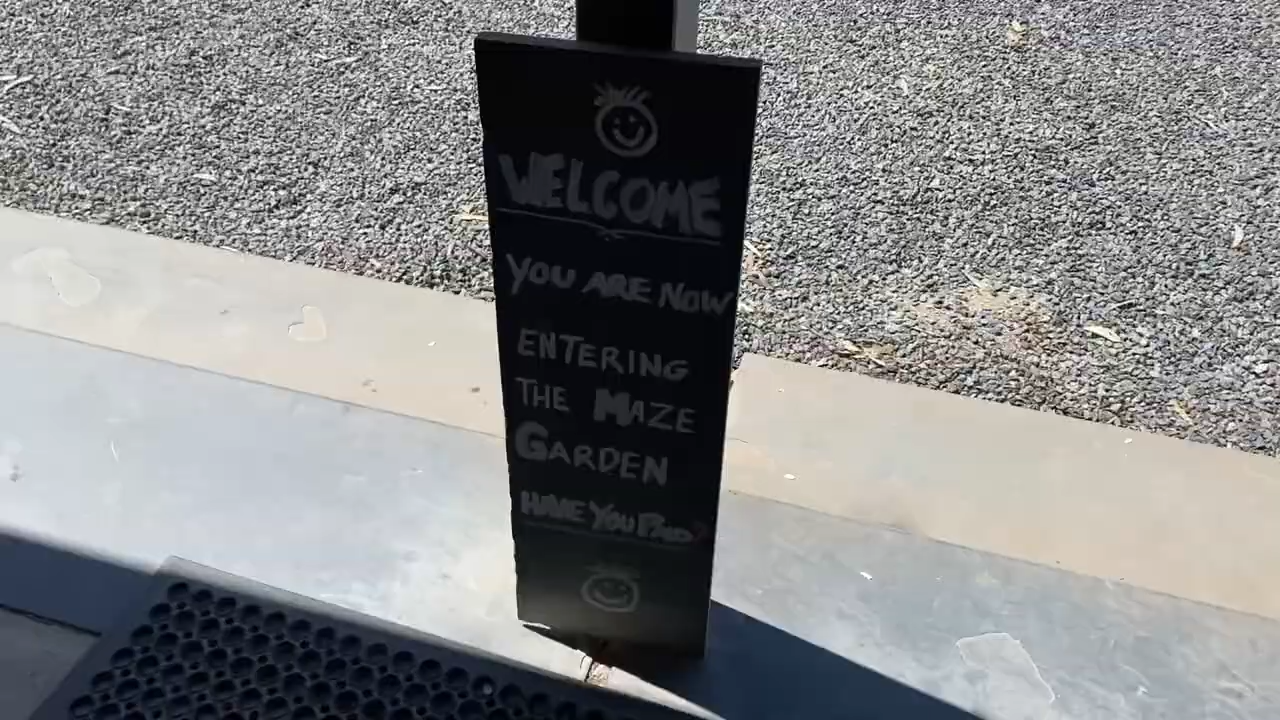 WELCOME
YOU ARE NOW
ENTERING
THE MAZE
GARDEN
HAVE YOU PAID?